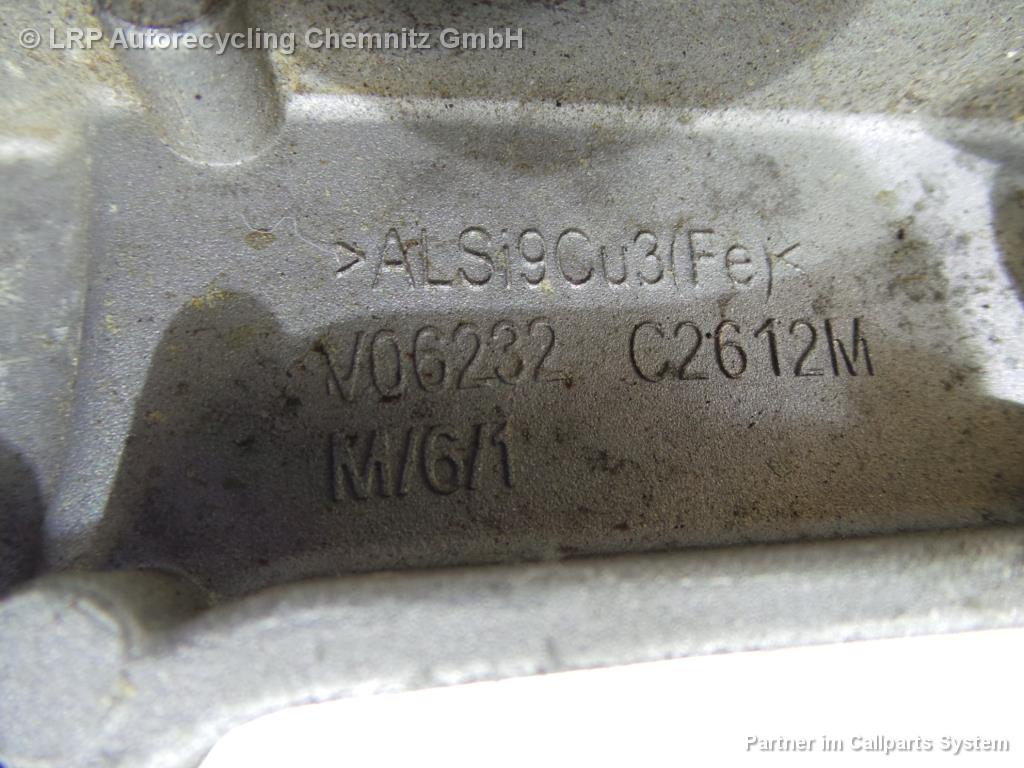 © LRP Autorecycling Chemnitz GmbH
>ALSi9Cu3(Fe)<
V06232 C2612M
M/6/1
Partner im Callparts System